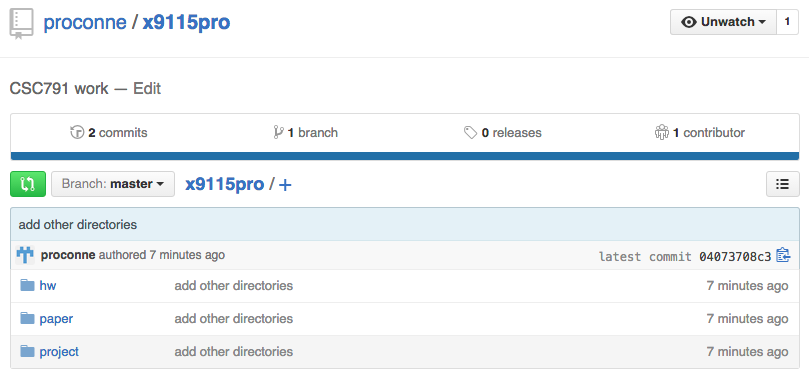 proconne / x9115pro
Unwatch 1
CSC791 work — Edit
2 commits 1 branch 0 releases 1 contributor
Branch: master x9115pro / +
add other directories
proconne authored 7 minutes ago latest commit 04073708c3
hw add other directories 7 minutes ago
paper add other directories 7 minutes ago
project add other directories 7 minutes ago